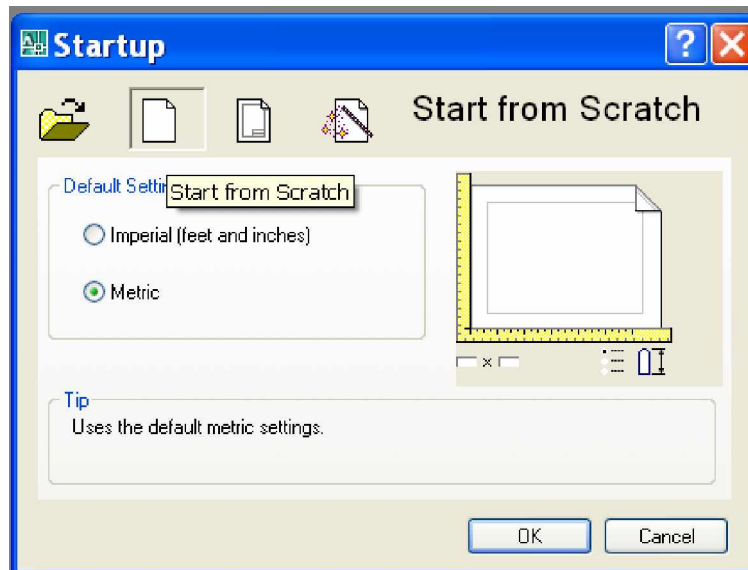 Startup
Start from Scratch
Default Settin
Start from Scratch
Imperial (feet and inches)
Metric
Tip
Uses the default metric settings.
OK
Cancel